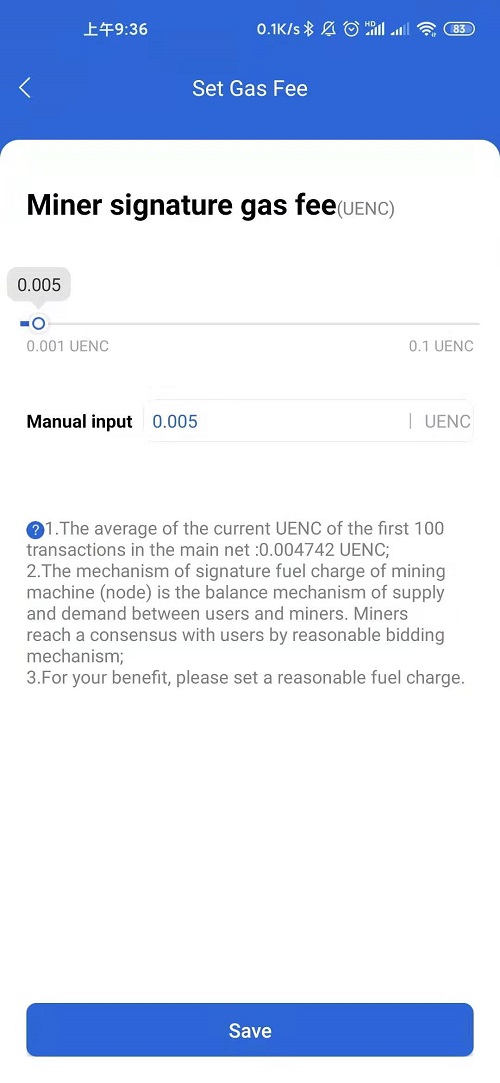 上午9:36 0.1K/s HD 83
Set Gas Fee
Miner signature gas fee(UENC)
0.005
0.001 UENC 0.1 UENC
Manual input 0.005 | UENC
?1.The average of the current UENC of the first 100
transactions in the main net :0.004742 UENC;
2.The mechanism of signature fuel charge of mining
machine (node) is the balance mechanism of supply
and demand between users and miners. Miners
reach a consensus with users by reasonable bidding
mechanism;
3.For your benefit, please set a reasonable fuel charge.
Save